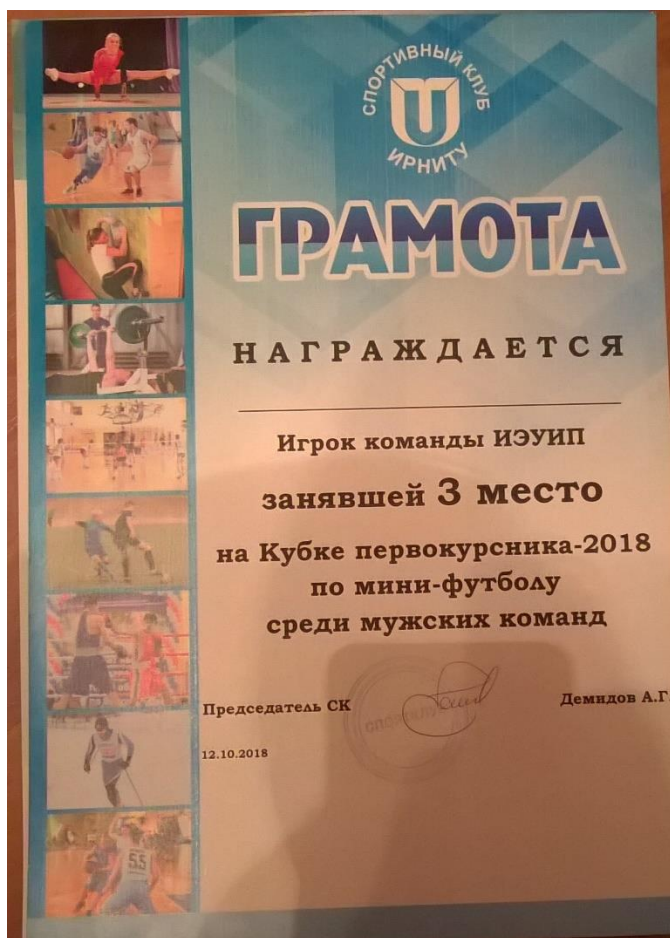 СПОРТИВНЫЙ КЛУБ
ИРНИТУ
ГРАМОТА
НАГРАЖДАЕТСЯ
Игрок команды ИЭУИП
занявшей 3 место
на Кубке первокурсника-2018
по мини-футболу
среди мужских команд
Председатель СК
Демидов А.Г.
12.10.2018
55